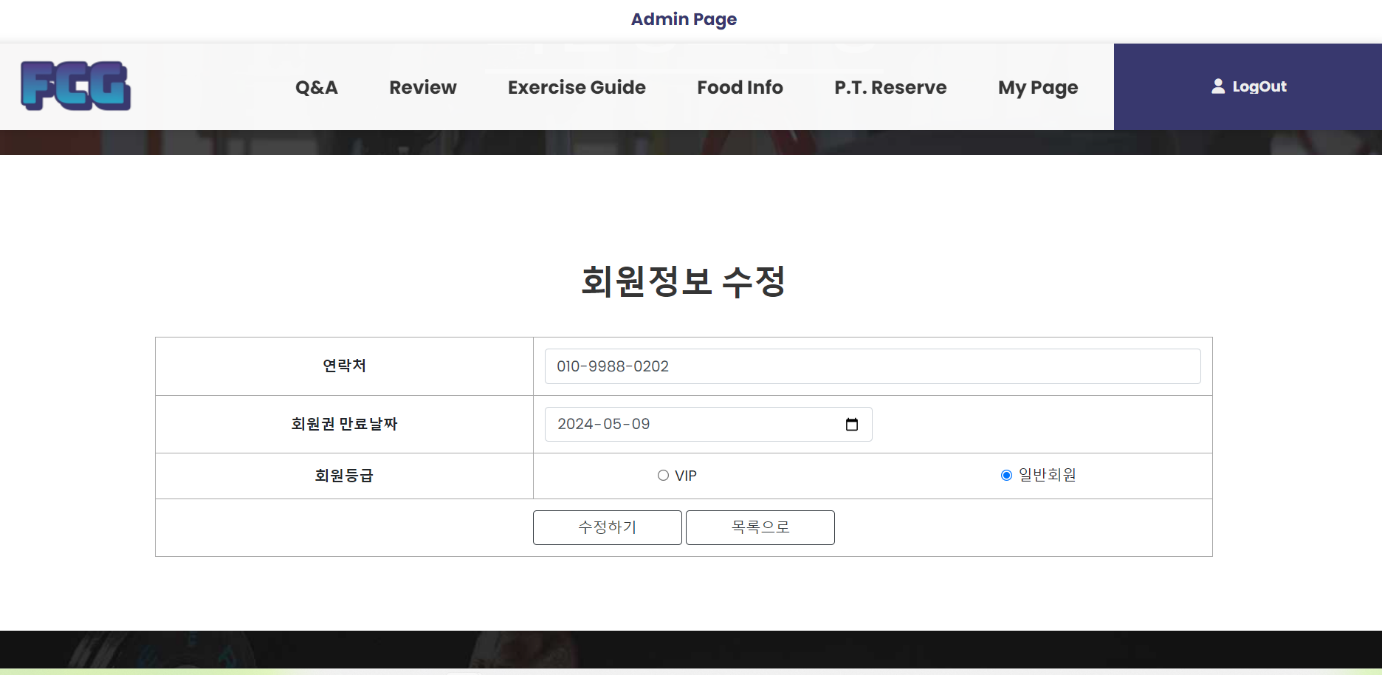 Admin Page
FCG
Q&A Review Exercise Guide Food Info P.T. Reserve My Page LogOut
회원정보 수정
연락처 010-9988-0202
회원권 만료날짜 2024-05-09
회원등급 VIP 일반회원
수정하기 목록으로